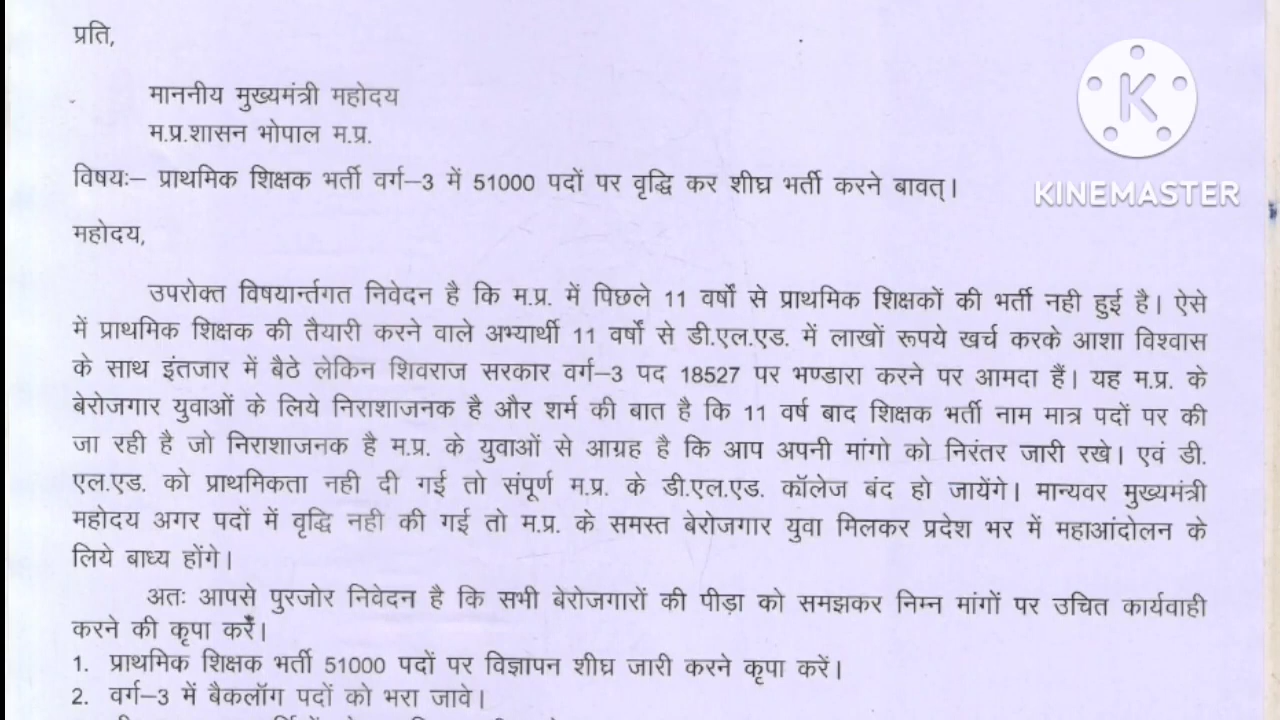 प्रति,
माननीय मुख्यमंत्री महोदय
म.प्र.शासन भोपाल म.प्र.
विषयः– प्राथमिक शिक्षक भर्ती वर्ग–3 में 51000 पदों पर वृद्धि कर शीघ्र भर्ती करने बावत्।
KINEMASTER
महोदय,
उपरोक्त विषयार्न्तगत निवेदन है कि म.प्र. में पिछले 11 वर्षों से प्राथमिक शिक्षकों की भर्ती नही हुई है। ऐसे
में प्राथमिक शिक्षक की तैयारी करने वाले अभ्यार्थी 11 वर्षों से डी.एल.एड. में लाखों रूपये खर्च करके आशा विश्वास
के साथ इंतजार में बैठे लेकिन शिवराज सरकार वर्ग–3 पद 18527 पर भण्डारा करने पर आमदा हैं। यह म.प्र. के
बेरोजगार युवाओं के लिये निराशाजनक है और शर्म की बात है कि 11 वर्ष बाद शिक्षक भर्ती नाम मात्र पदों पर की
जा रही है जो निराशाजनक है म.प्र. के युवाओं से आग्रह है कि आप अपनी मांगो को निरंतर जारी रखे। एवं डी.
एल.एड. को प्राथमिकता नही दी गई तो संपूर्ण म.प्र. के डी.एल.एड. कॉलेज बंद हो जायेंगे। मान्यवर मुख्यमंत्री
महोदय अगर पदों में वृद्धि नही की गई तो म.प्र. के समस्त बेरोजगार युवा मिलकर प्रदेश भर में महाआंदोलन के
लिये बाध्य होंगे।
अतः आपसे पुरजोर निवेदन है कि सभी बेरोजगारों की पीड़ा को समझकर निम्न मांगों पर उचित कार्यवाही
करने की कृपा करें।
1. प्राथमिक शिक्षक भर्ती 51000 पदों पर विज्ञापन शीघ्र जारी करने कृपा करें।
2. वर्ग–3 में बैकलॉग पदों को भरा जावे।